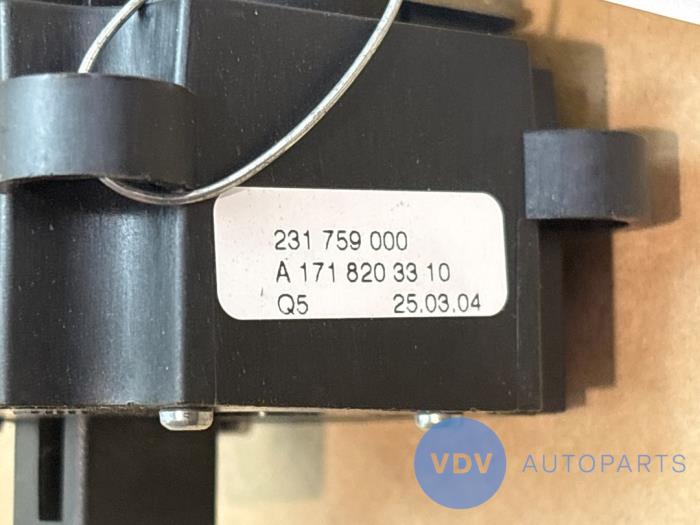 231 759 000
A 171 820 33 10
Q5 25.03.04
VDV AUTOPARTS